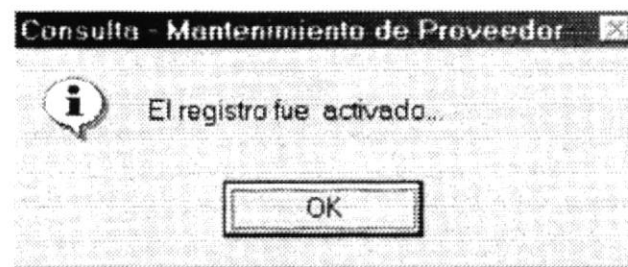 Consulta - Mantenimiento de Proveedor
El registro fue activado...
OK